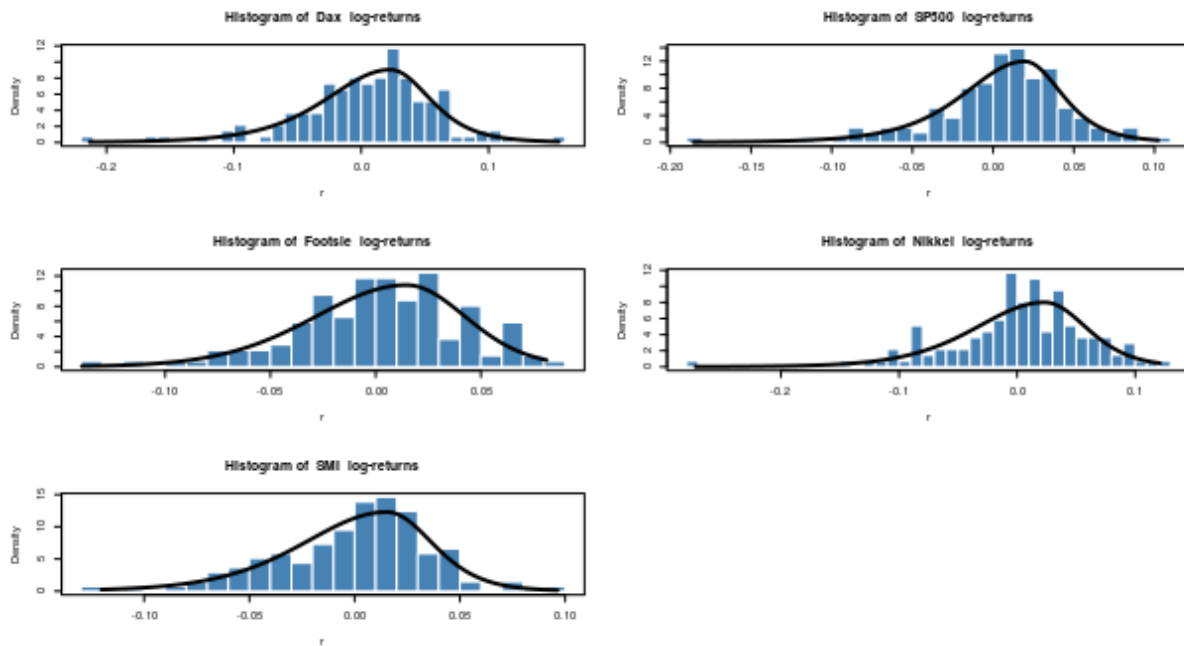 Histogram of Dax log-returns
Density
0 2 4 8 12
-0.2 -0.1 0.0 0.1
r
Histogram of SP500 log-returns
Density
0 4 8 12
-0.20 -0.15 -0.10 -0.05 0.00 0.05 0.10
r
Histogram of Footsie log-returns
Density
0 4 8 12
-0.10 -0.05 0.00 0.05
r
Histogram of Nikkei log-returns
Density
0 2 4 6 8 12
-0.2 -0.1 0.0 0.1
r
Histogram of SMI log-returns
Density
0 5 10 15
-0.10 -0.05 0.00 0.05 0.10
r